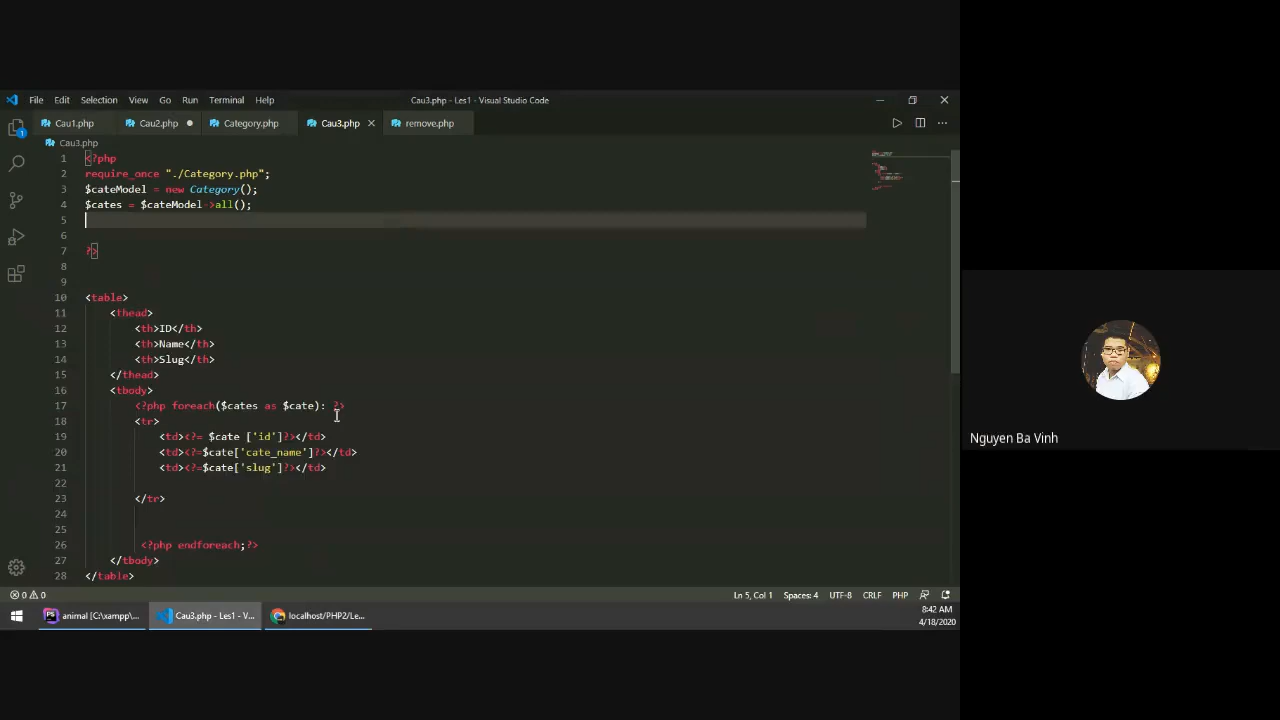 File Edit Selection View Go Run Terminal Help Cau3.php - Les1 - Visual Studio Code
Cau1.php Cau2.php Category.php Cau3.php remove.php
Cau3.php
1 <?php
2 require_once "./Category.php";
3 $cateModel = new Category();
4 $cates = $cateModel->all();
5
6
7 ?>
8
9
10 <table>
11 <thead>
12 <th>ID</th>
13 <th>Name</th>
14 <th>Slug</th>
15 </thead>
16 <tbody>
17 <?php foreach($cates as $cate): ?>
18 <tr>
19 <td><?= $cate ['id']?></td>
20 <td><?=$cate['cate_name']?></td>
21 <td><?=$cate['slug']?></td>
22
23 </tr>
24
25
26 <?php endforeach;?>
27 </tbody>
28 </table>
1
Nguyen Ba Vinh
0 0 Ln 5, Col 1 Spaces: 4 UTF-8 CRLF PHP
animal [C:\xampp\... Cau3.php - Les1 - V... localhost/PHP2/Le...
8:42 AM
4/18/2020